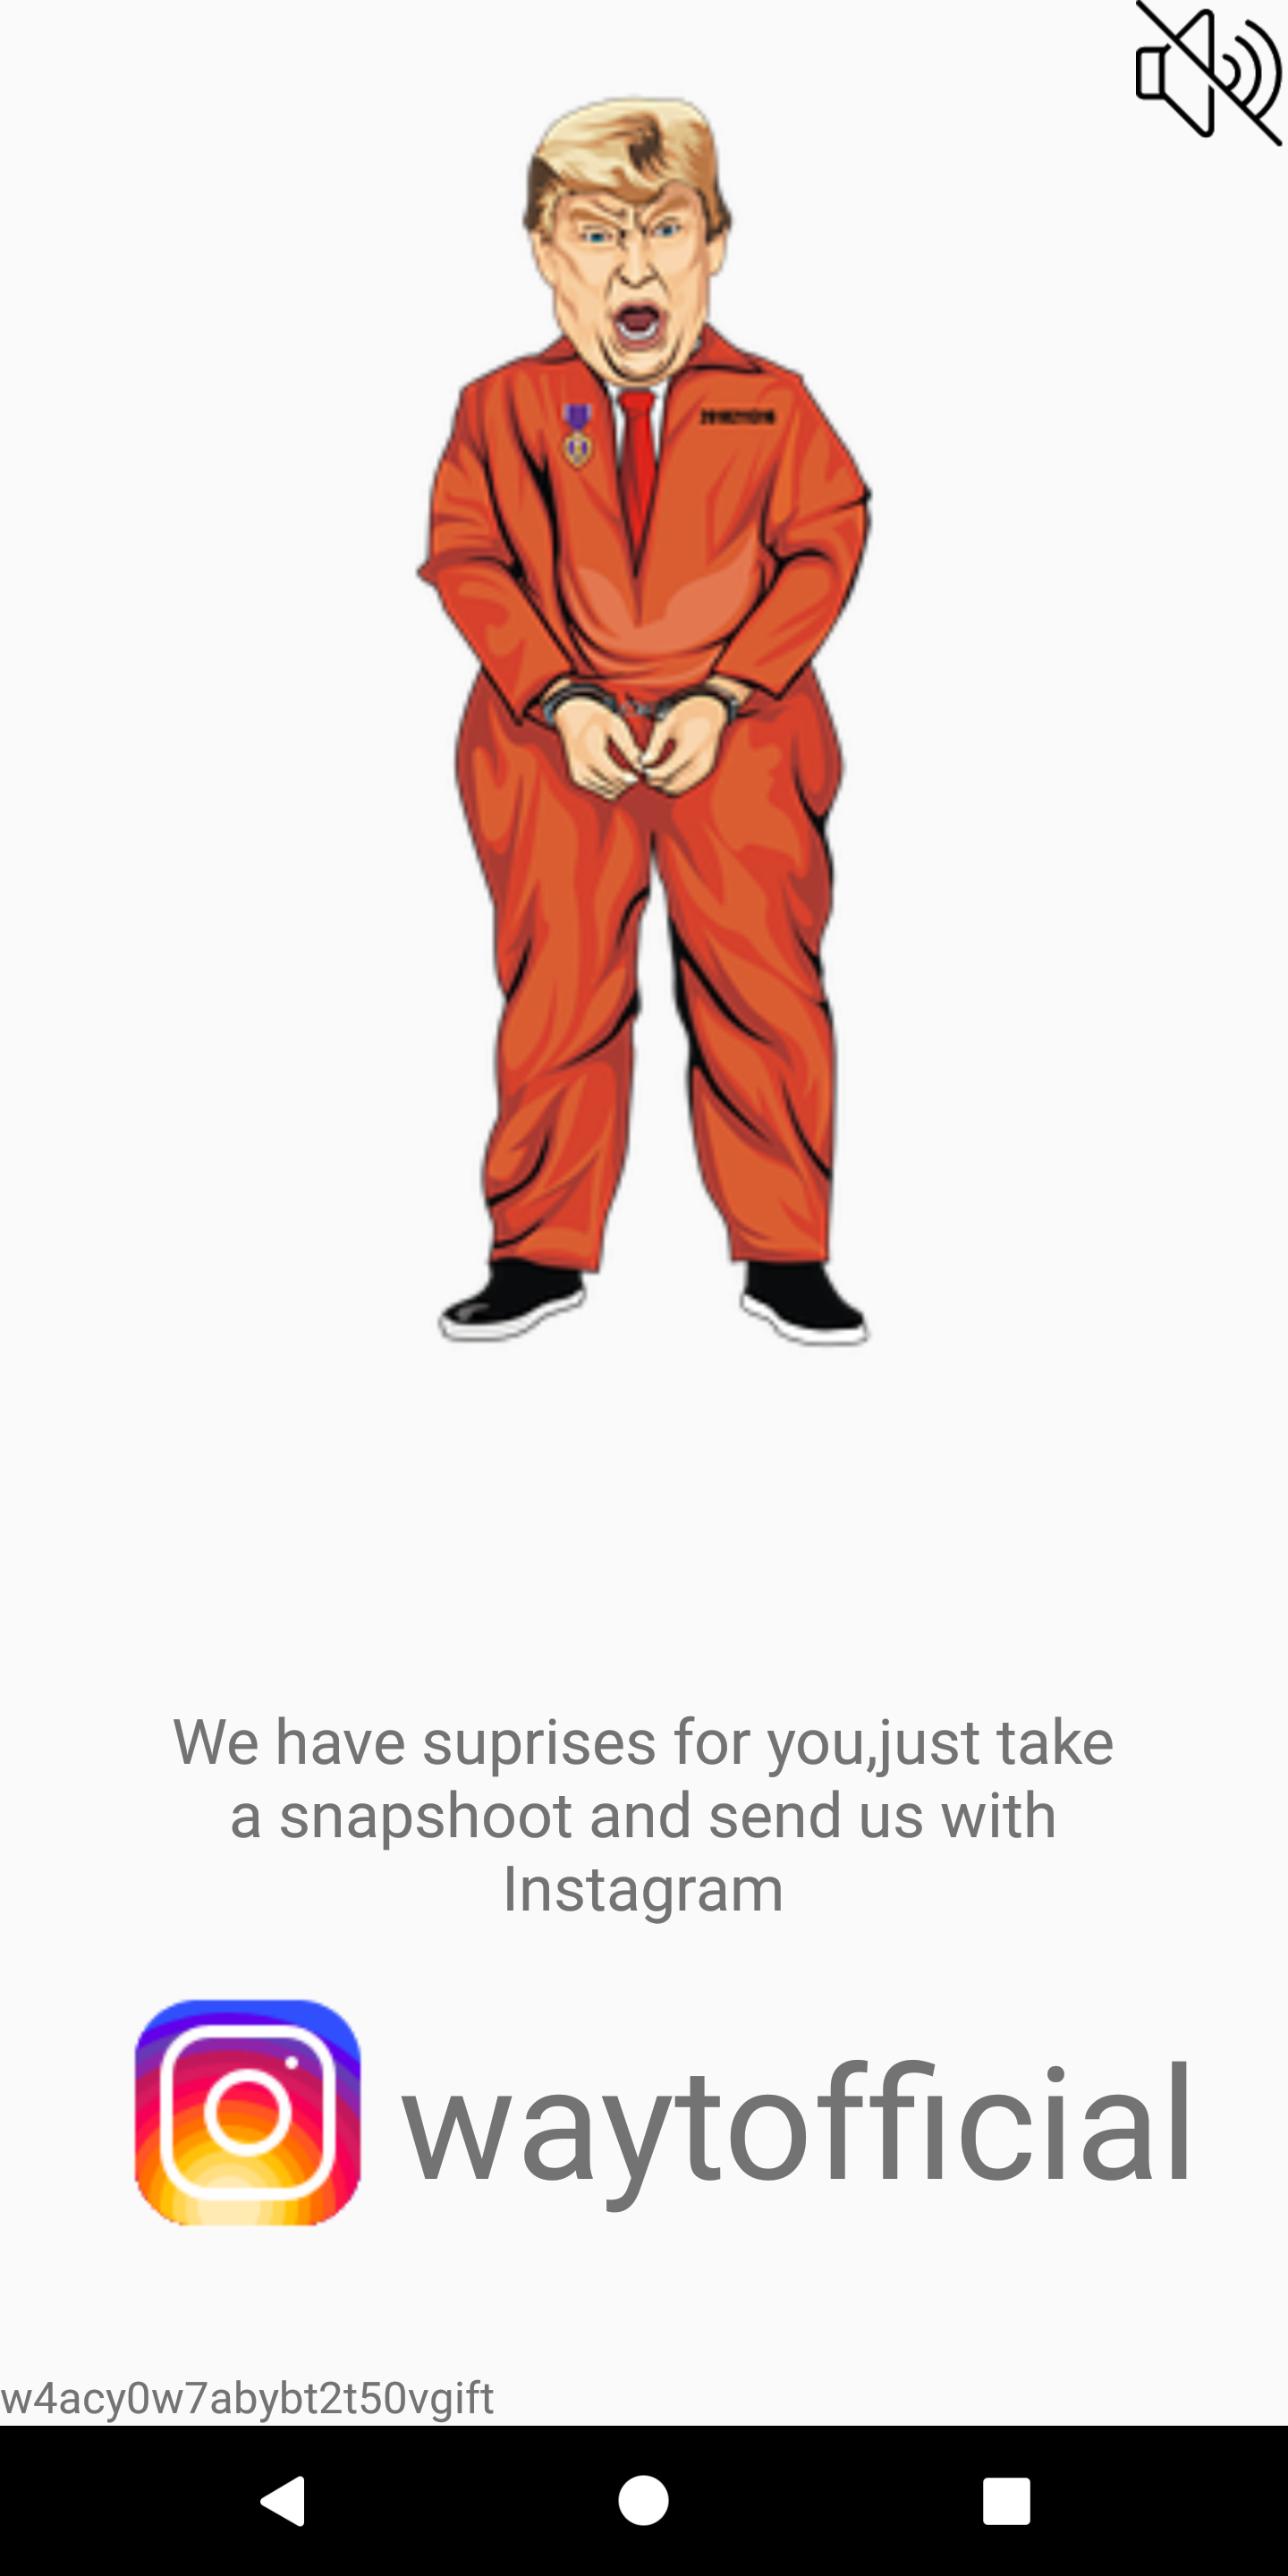 We have suprises for you,just take
a snapshoot and send us with
Instagram
waytofficial
w4acy0w7abybt2t50vgift